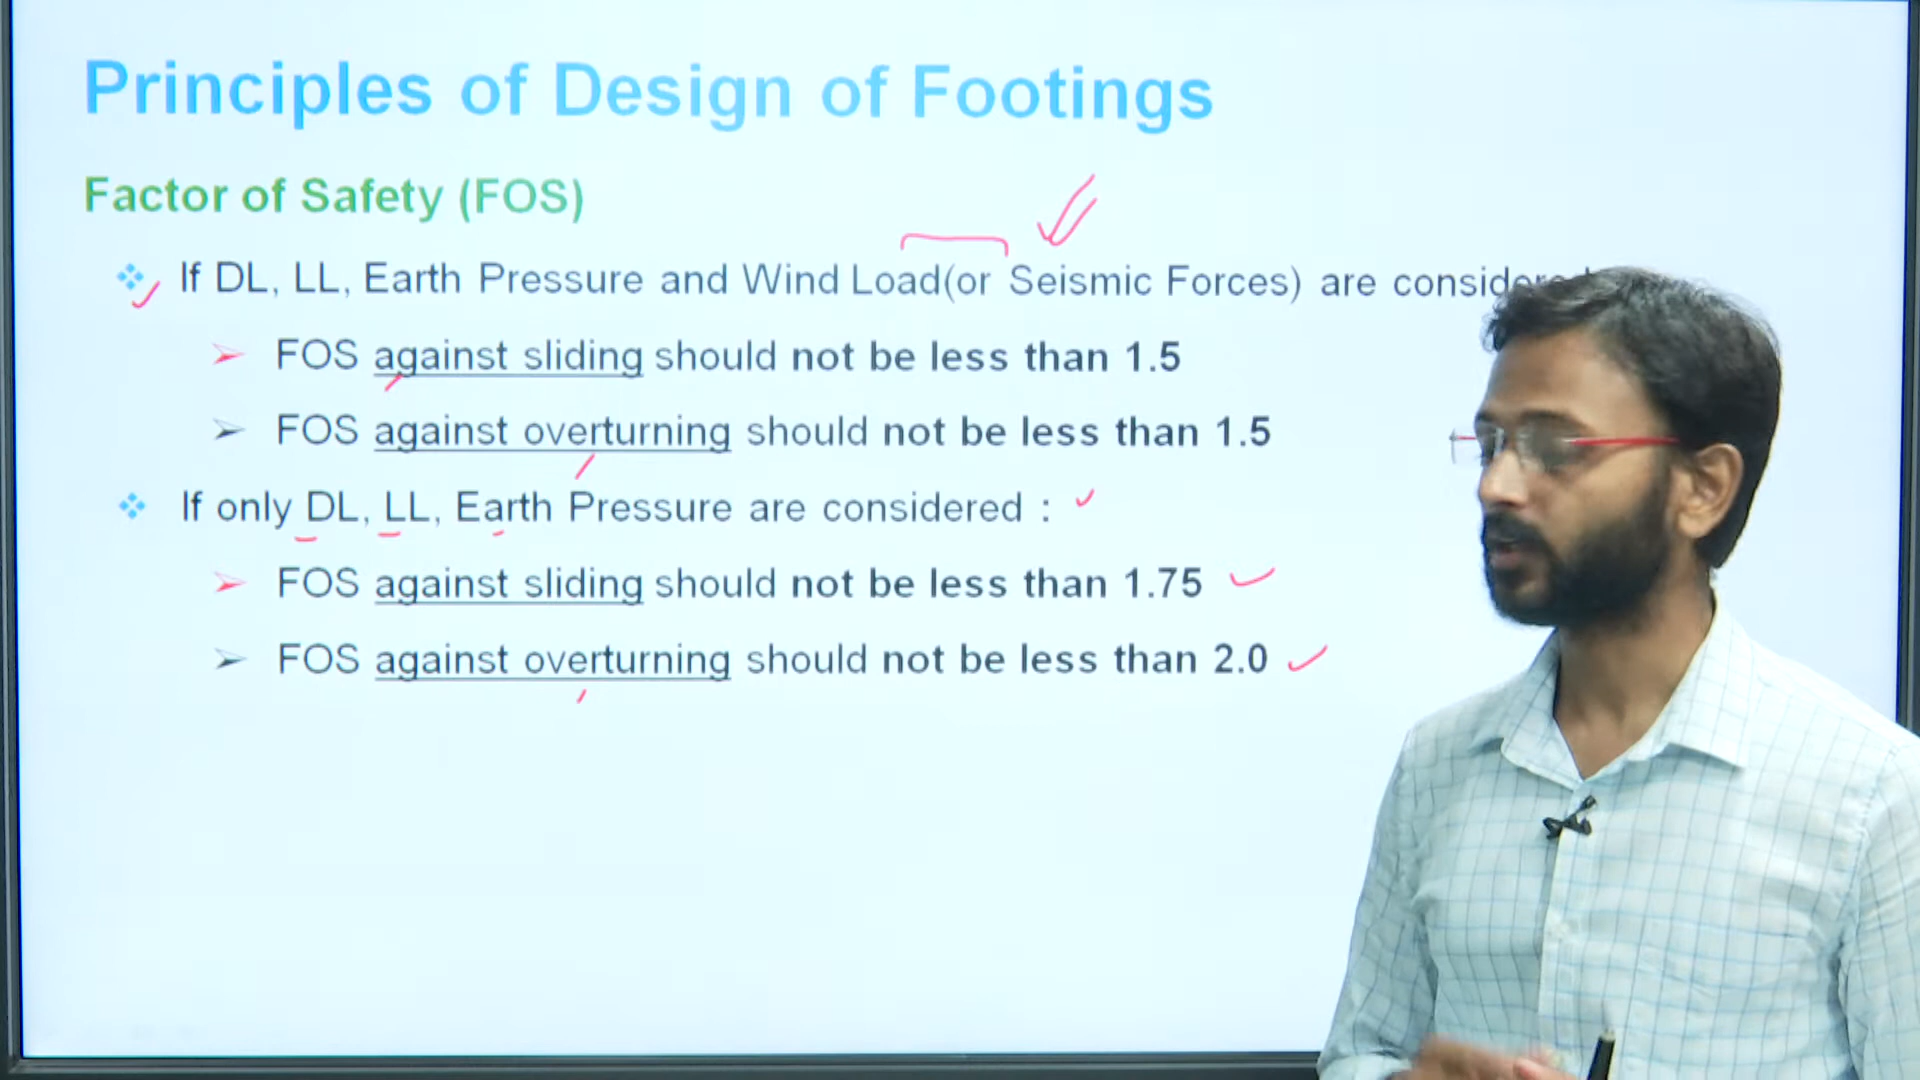 Principles of Design of Footings
Factor of Safety (FOS)
If DL, LL, Earth Pressure and Wind Load(or Seismic Forces) are
FOS against sliding should not be less than 1.5
FOS against overturning should not be less than 1.5
If only DL, LL, Earth Pressure are considered :
FOS against sliding should not be less than 1.75
FOS against overturning should not be less than 2.0